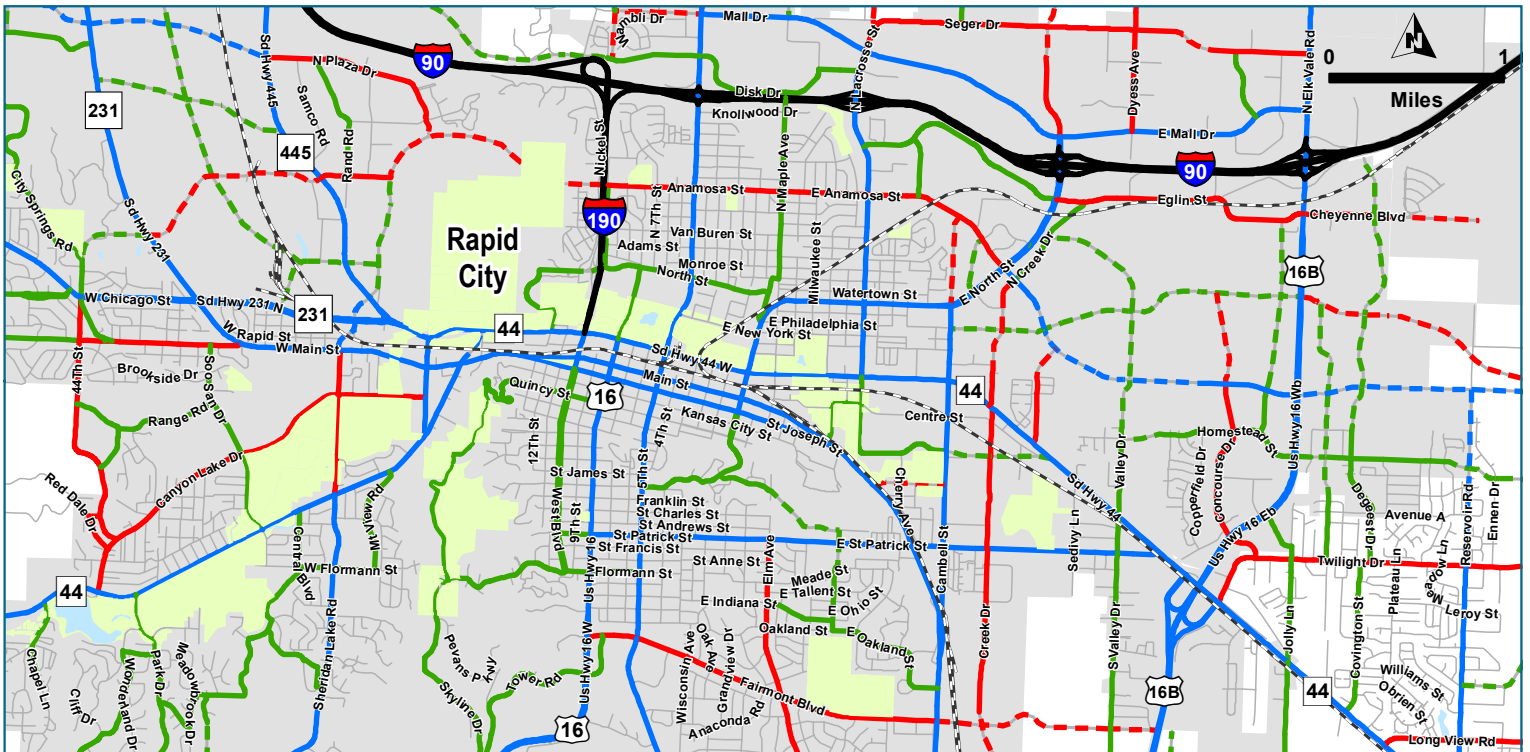 Wambli Dr
Mall Dr
Seger Dr
Sd Hwy 445
N Plaza Dr
90
N Lacrosse St
Dyess Ave
N Elk Vale Rd
N
0
1
Miles
231
Samco Rd
Rand Rd
445
Disk Dr
Knollwood Dr
Nickel St
E Mall Dr
90
City Springs Rd
Sd Hwy 231
Anamosa St
E Anamosa St
N Maple Ave
N 7Th St
Eglin St
Cheyenne Blvd
190
Rapid
City
Van Buren St
Adams St
Monroe St
North St
Milwaukee St
N Creek Dr
E North St
16B
W Chicago St
Sd Hwy 231 N
231
Watertown St
44
E Philadelphia St
E New York St
W Rapid St
W Main St
Sd Hwy 44 W
44Th St
Brookside Dr
Soo San Dr
Range Rd
Quincy St
16
Main St
Kansas City St
St Joseph St
4Th St
44
Centre St
Us Hwy 16 Wb
Homestead St
Canyon Lake Dr
Red Dale Dr
12Th St
West Blvd
9Th St
St James St
5Th St
Franklin St
St Charles St
St Andrews St
St Patrick St
St Francis St
Flormann St
Cherry Ave
Cambell St
E St Patrick St
Sd Hwy 44
Valley Dr
Copperfield Dr
Concourse Dr
Us Hwy 16 Eb
Degeest Dr
Avenue A
Reservoir Rd
Ennen Dr
Sedivy Ln
Twilight Dr
Plateau Ln
Meadow Ln
Leroy St
Mt View Rd
Central Blvd
W Flormann St
44
St Anne St
Elm Ave
Meade St
E Tallent St
E Indiana St
E Ohio St
Oakland St
E Oakland St
Us Hwy 16 W
Us Hwy 16
Sheridan Lake Rd
Creek Dr
S Valley Dr
Jolly Ln
Covington St
Chapel Ln
Cliff Dr
Wonderland Dr
Park Dr
Meadowbrook Dr
Pevans Pkwy
Skyline Dr
Tower Rd
16
Wisconsin Ave
Oak Ave
Grandview Dr
Anaconda Rd
Fairmont Blvd
16B
44
Williams St
Obrien St
Long View Rd